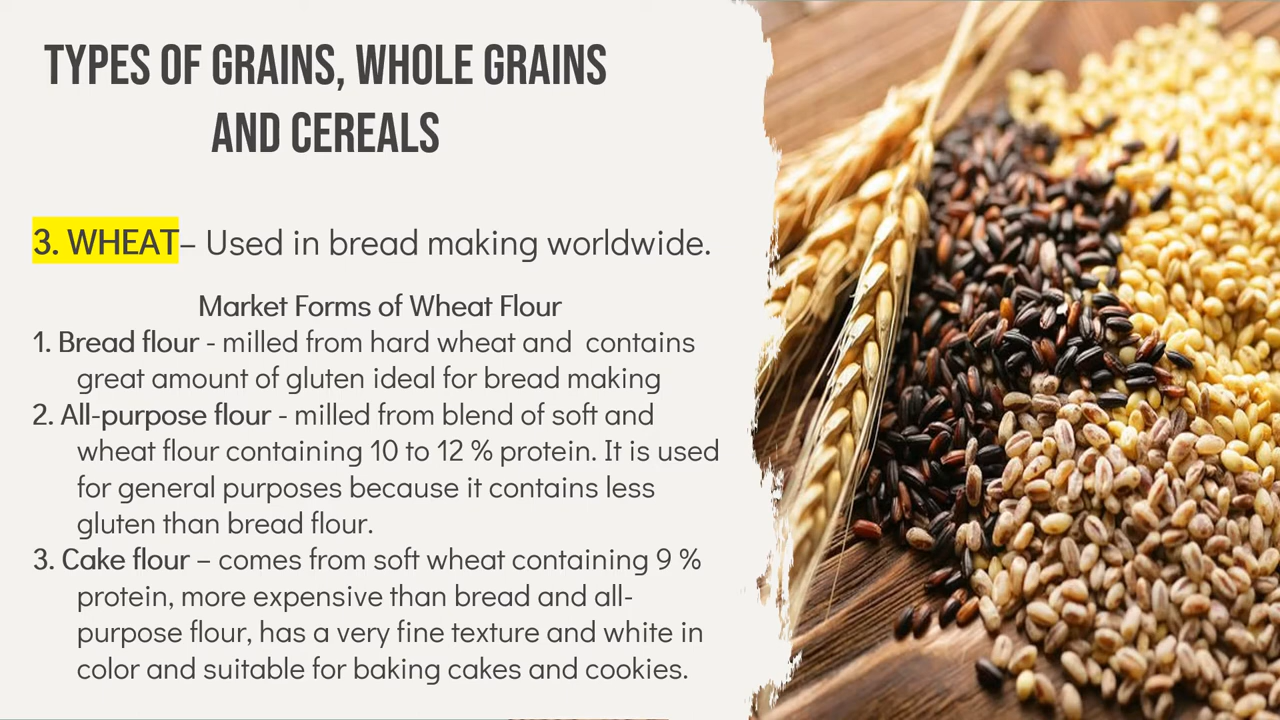 TYPES OF GRAINS, WHOLE GRAINS
AND CEREALS
3. WHEAT– Used in bread making worldwide.
Market Forms of Wheat Flour
1. Bread flour - milled from hard wheat and contains
great amount of gluten ideal for bread making
2. All-purpose flour - milled from blend of soft and
wheat flour containing 10 to 12 % protein. It is used
for general purposes because it contains less
gluten than bread flour.
3. Cake flour – comes from soft wheat containing 9 %
protein, more expensive than bread and all-
purpose flour, has a very fine texture and white in
color and suitable for baking cakes and cookies.